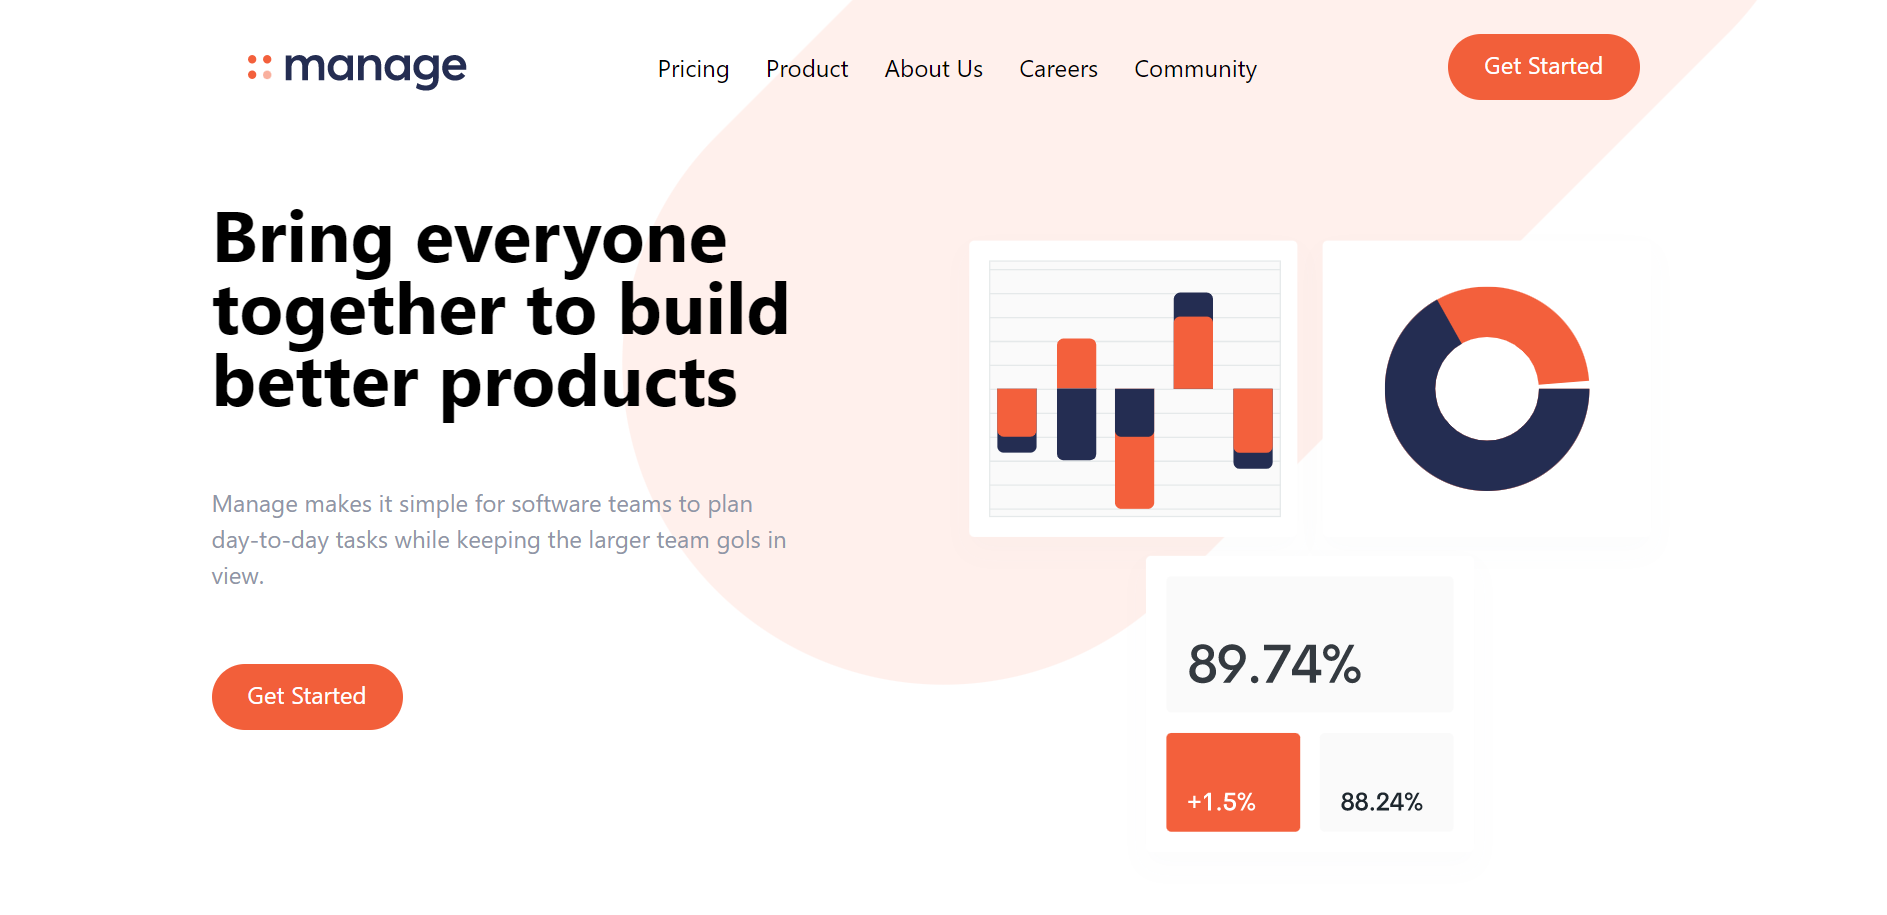 manage
Pricing Product About Us Careers Community
Get Started
Bring everyone
together to build
better products
Manage makes it simple for software teams to plan
day-to-day tasks while keeping the larger team gols in
view.
Get Started
89.74%
+1.5%
88.24%